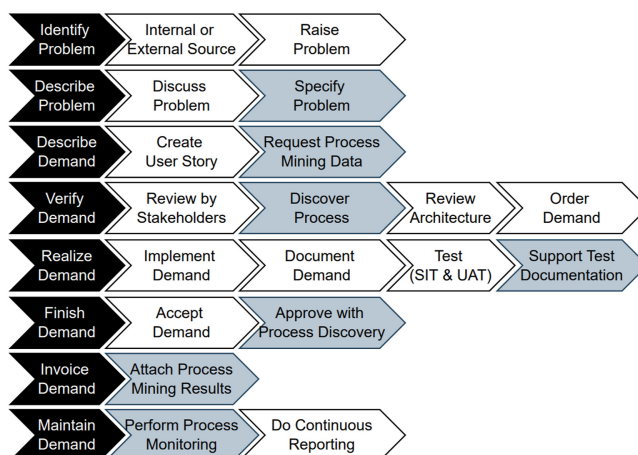 Identify
Problem
Internal or
External Source
Raise
Problem
Describe
Problem
Discuss
Problem
Specify
Problem
Describe
Demand
Create
User Story
Request Process
Mining Data
Verify
Demand
Review by
Stakeholders
Discover
Process
Review
Architecture
Order
Demand
Realize
Demand
Implement
Demand
Document
Demand
Test
(SIT & UAT)
Support Test
Documentation
Finish
Demand
Accept
Demand
Approve with
Process Discovery
Invoice
Demand
Attach Process
Mining Results
Maintain
Demand
Perform Process
Monitoring
Do Continuous
Reporting